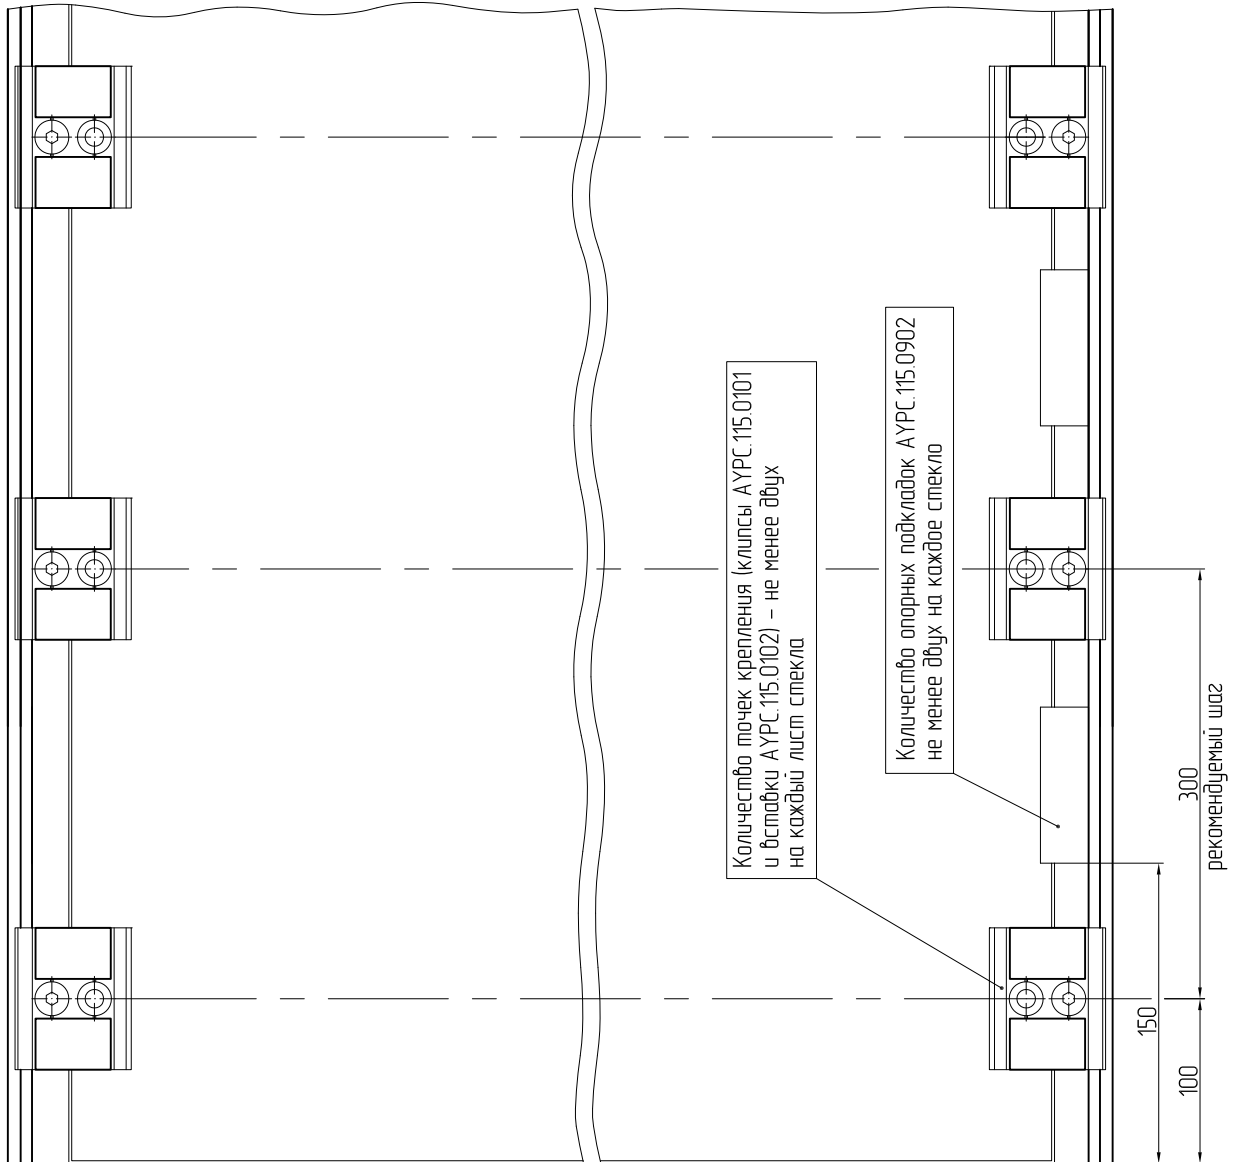 Количество точек крепления (клипсы AYPC.115.0101
и вставки AYPC.115.0102) – не менее двух
на каждый лист стекла
Количество опорных подкладок AYPC.115.0902
не менее двух на каждое стекло
150
100
300
рекомендуемый шаг